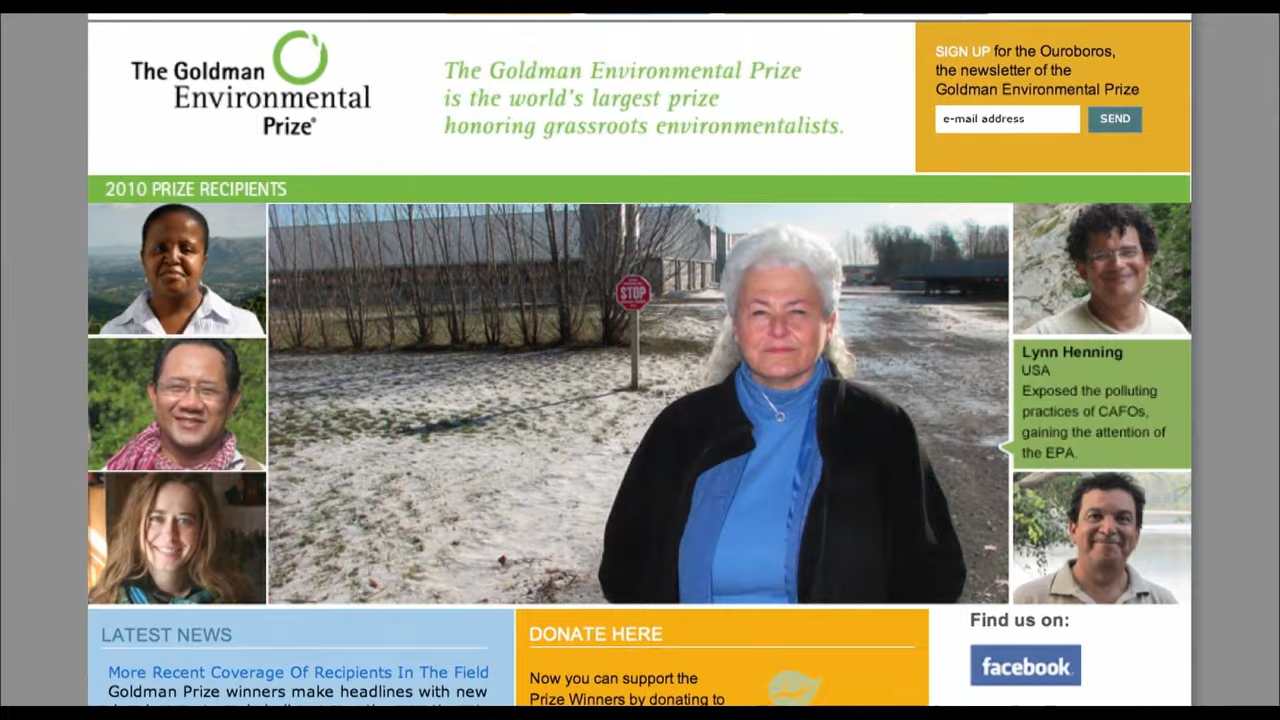 The Goldman
Environmental
Prize
The Goldman Environmental Prize
is the world's largest prize
honoring grassroots environmentalists.
SIGN UP for the Ouroboros,
the newsletter of the
Goldman Environmental Prize
e-mail address
SEND
2010 PRIZE RECIPIENTS
STOP
Lynn Henning
USA
Exposed the polluting
practices of CAFOs,
gaining the attention of
the EPA.
LATEST NEWS
More Recent Coverage Of Recipients In The Field
Goldman Prize winners make headlines with new
DONATE HERE
Now you can support the
Prize Winners by donating to
Find us on:
facebook